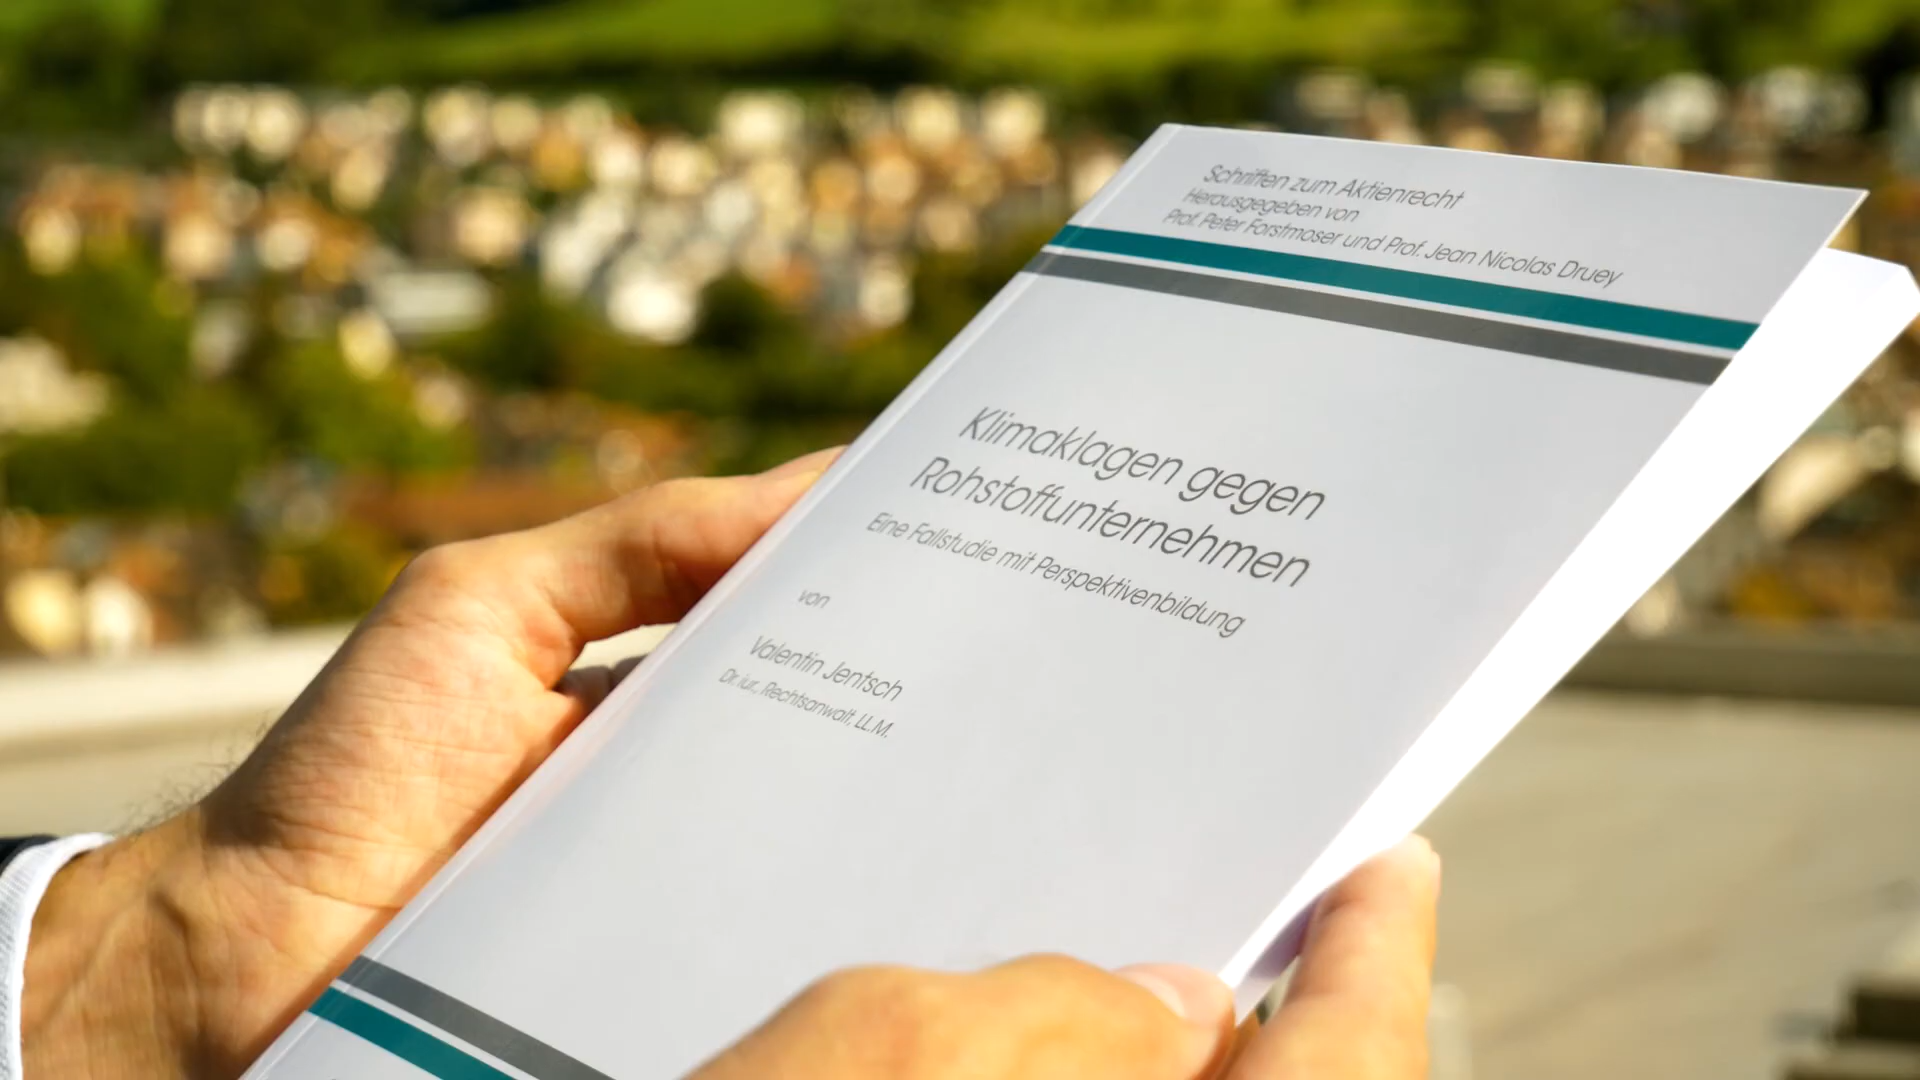 Schriften zum Aktienrecht
Herausgegeben von
Prof. Peter Forstmoser und Prof. Jean Nicolas Druey
Klimaklagen gegen
Rohstoffunternehmen
Eine Fallstudie mit Perspektivenbildung
von
Valentin Jentsch
Dr. iur., Rechtsanwalt, LL.M.